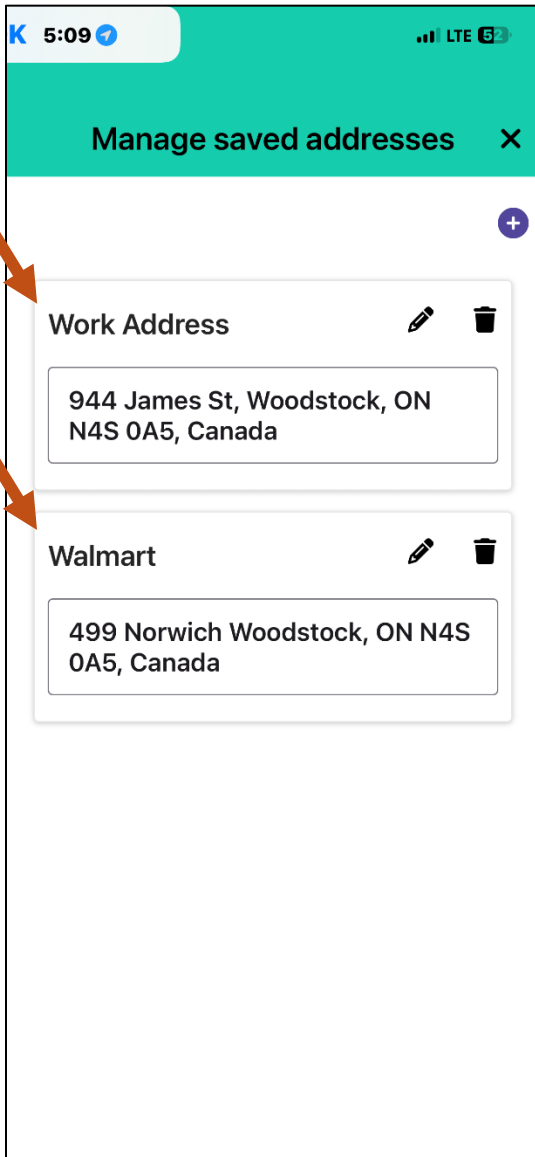 K 5:09
LTE 52
Manage saved addresses
Work Address
944 James St, Woodstock, ON
N4S 0A5, Canada
Walmart
499 Norwich Woodstock, ON N4S
0A5, Canada